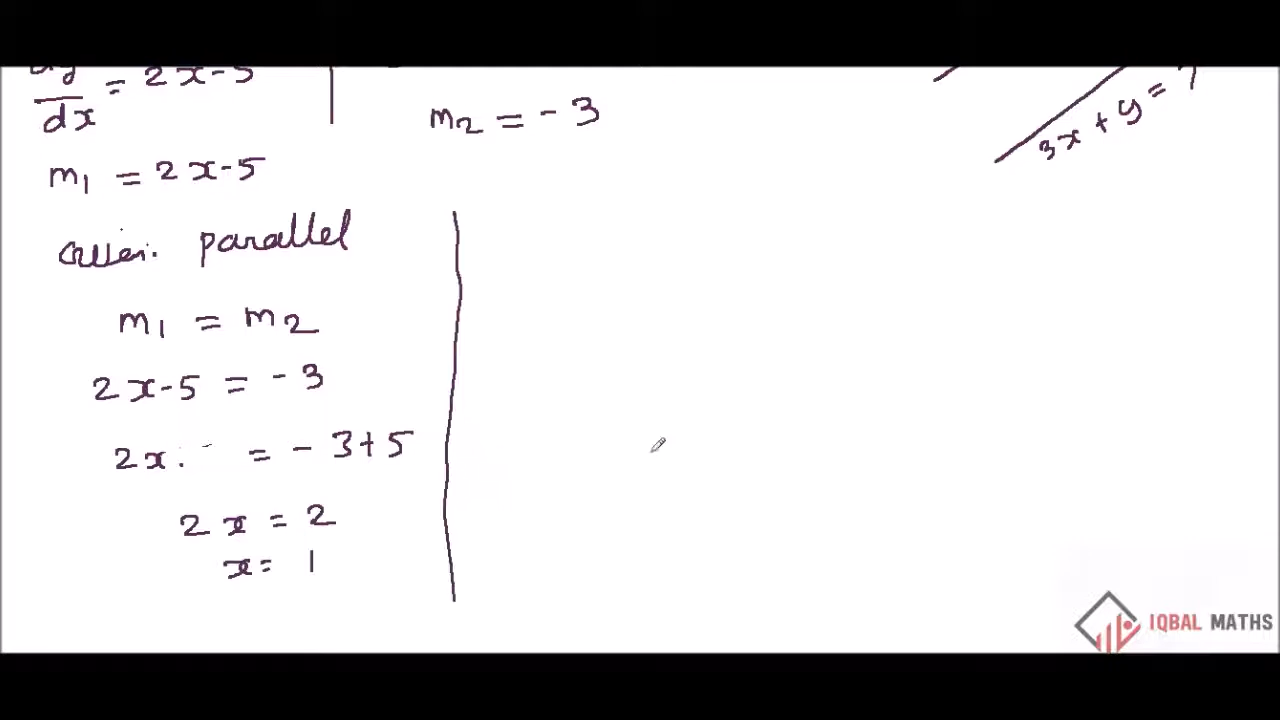 dy/dx = 2x-5
m₁ = 2x-5
parallel
m₁ = m₂
2x-5 = -3
2x = -3+5
2x = 2
x = 1
m₂ = -3
3x + y = 7
IQBAL MATHS